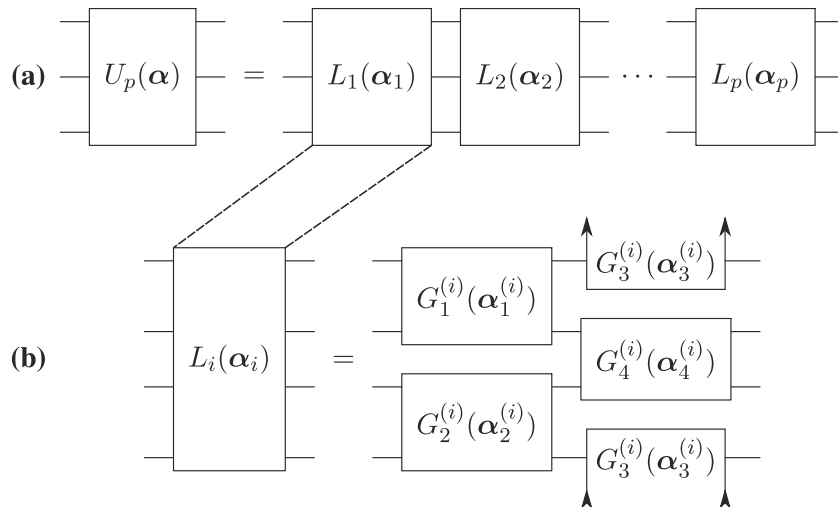 (a) U_p(α) = L_1(α_1) L_2(α_2) ⋯ L_p(α_p)
G_3^{(i)}(α_3^{(i)})
G_1^{(i)}(α_1^{(i)})
(b) L_i(α_i) = G_4^{(i)}(α_4^{(i)})
G_2^{(i)}(α_2^{(i)})
G_3^{(i)}(α_3^{(i)})